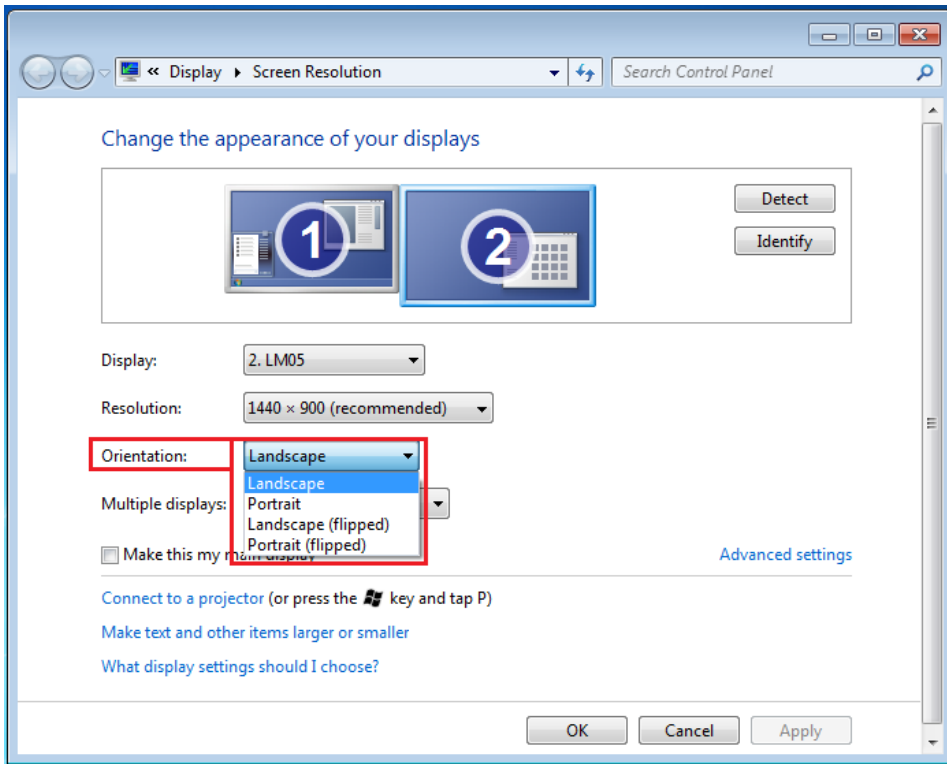 « Display ▸ Screen Resolution
Search Control Panel
Change the appearance of your displays
1
2
Detect
Identify
Display:
2. LM05
Resolution:
1440 × 900 (recommended)
Orientation:
Landscape
Landscape
Portrait
Landscape (flipped)
Portrait (flipped)
Multiple displays:
Make this my main display
Advanced settings
Connect to a projector (or press the key and tap P)
Make text and other items larger or smaller
What display settings should I choose?
OK
Cancel
Apply